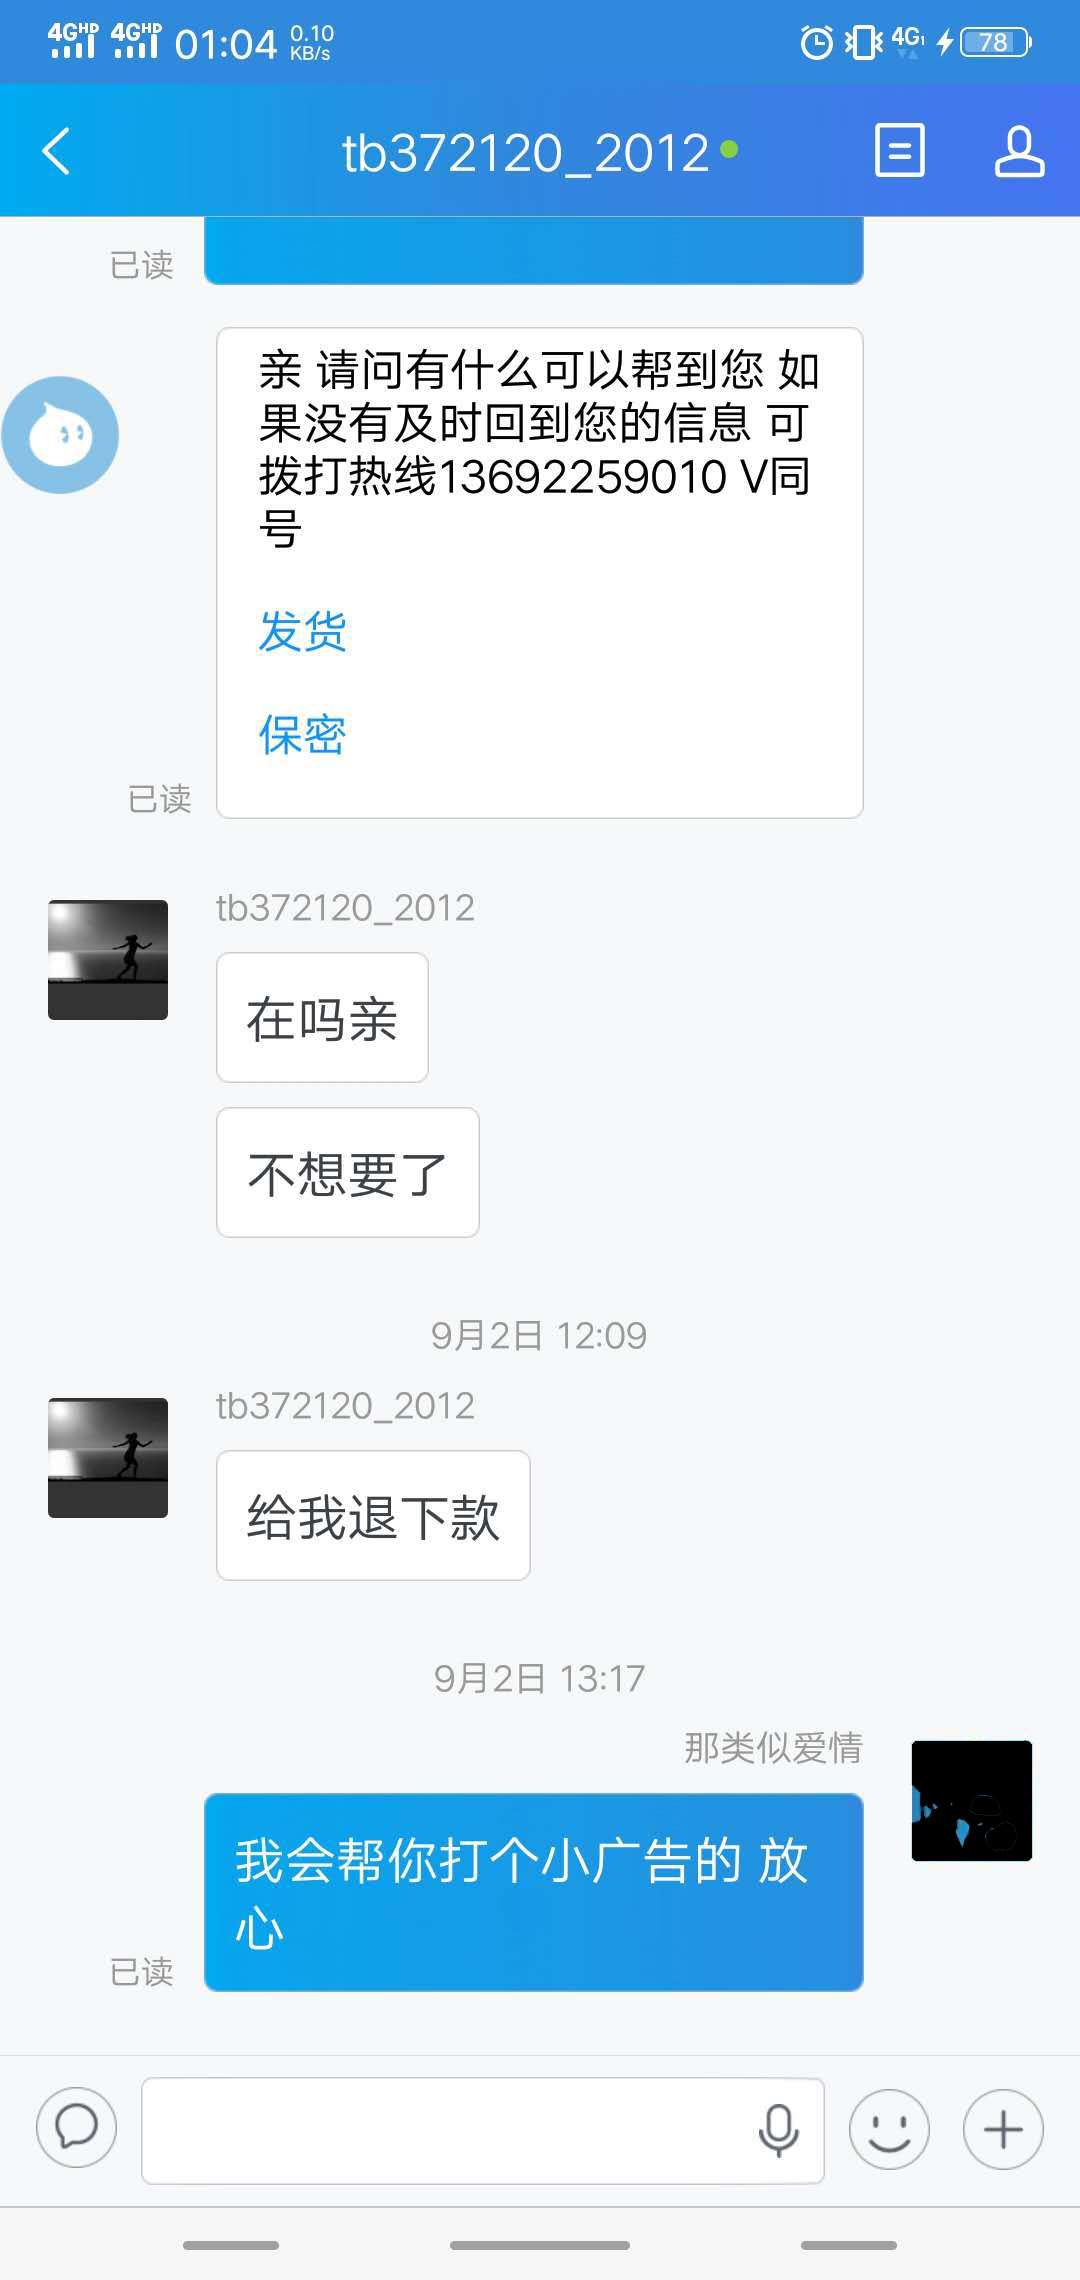 4GHD 4GHD 01:04 0.10 KB/s 4G 78
tb372120_2012
已读
亲 请问有什么可以帮到您 如
果没有及时回到您的信息 可
拨打热线13692259010 V同
号
发货
保密
已读
tb372120_2012
在吗亲
不想要了
9月2日 12:09
tb372120_2012
给我退下款
9月2日 13:17
那类似爱情
我会帮你打个小广告的 放
心
已读